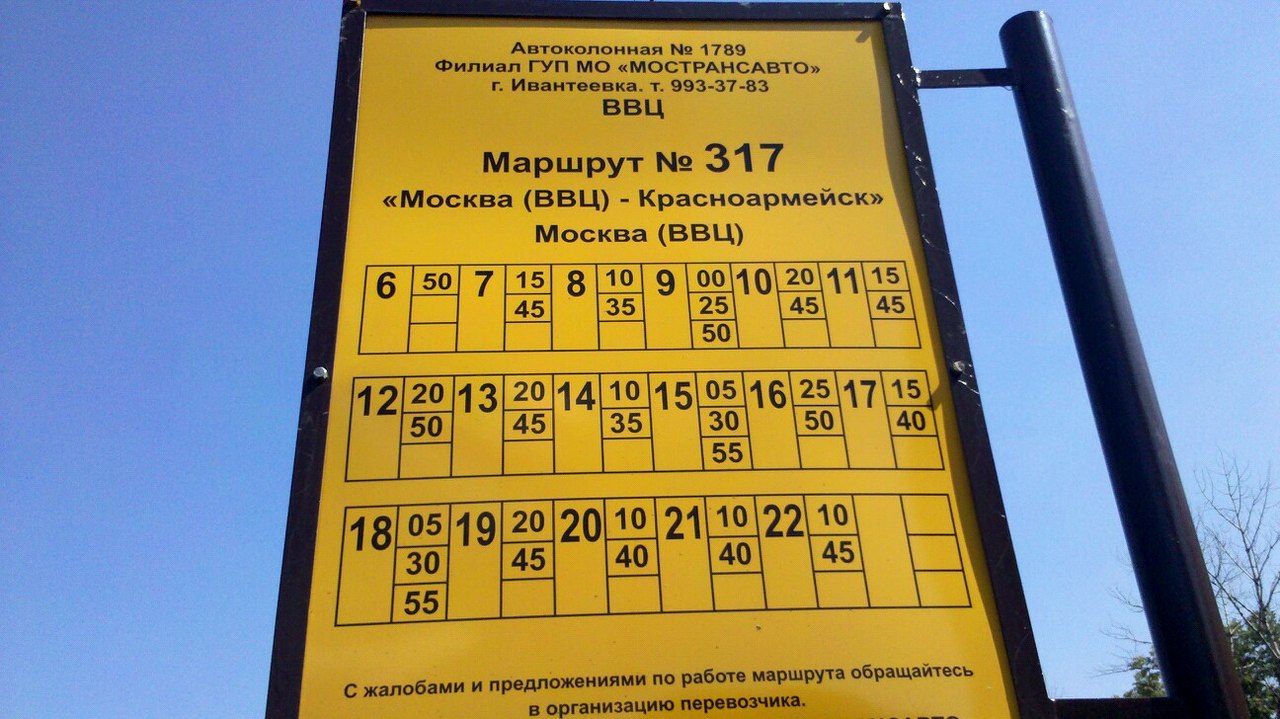 Автоколонная № 1789
Филиал ГУП МО «МОСТРАНСАВТО»
г. Ивантеевка. т. 993-37-83
ВВЦ
Маршрут № 317
«Москва (ВВЦ) - Красноармейск»
Москва (ВВЦ)
6 50 7 15 8 10 9 00 10 20 11 15
45 35 25 45 45
50
12 20 13 20 14 10 15 05 16 25 17 15
50 45 35 30 50 40
55
18 05 19 20 20 10 21 10 22 10
30 45 40 40 45
55
С жалобами и предложениями по работе маршрута обращайтесь
в организацию перевозчика.